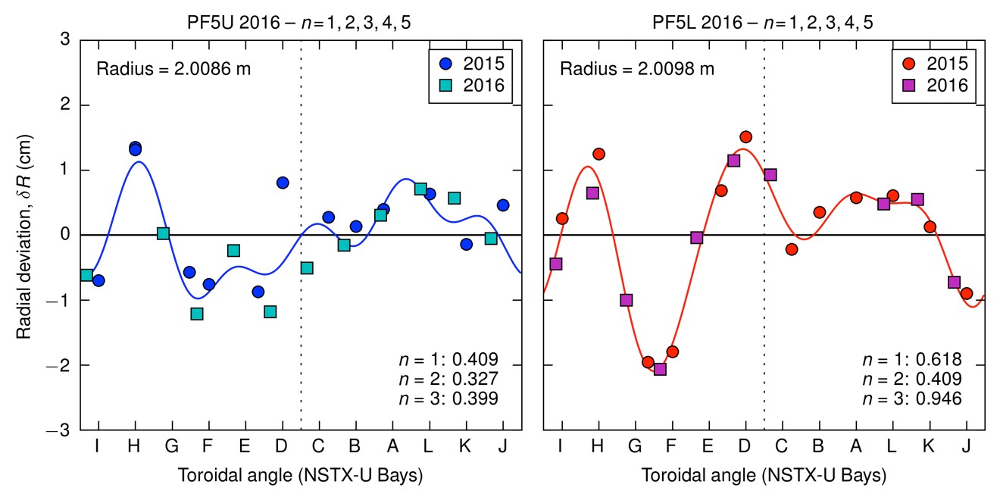 PF5U 2016 – n=1, 2, 3, 4, 5
Radius = 2.0086 m
2015
2016
Radial deviation, δR (cm)
3
2
1
0
−1
−2
−3
n = 1: 0.409
n = 2: 0.327
n = 3: 0.399
I H G F E D C B A L K J
Toroidal angle (NSTX-U Bays)
PF5L 2016 – n=1, 2, 3, 4, 5
Radius = 2.0098 m
2015
2016
n = 1: 0.618
n = 2: 0.409
n = 3: 0.946
I H G F E D C B A L K J
Toroidal angle (NSTX-U Bays)